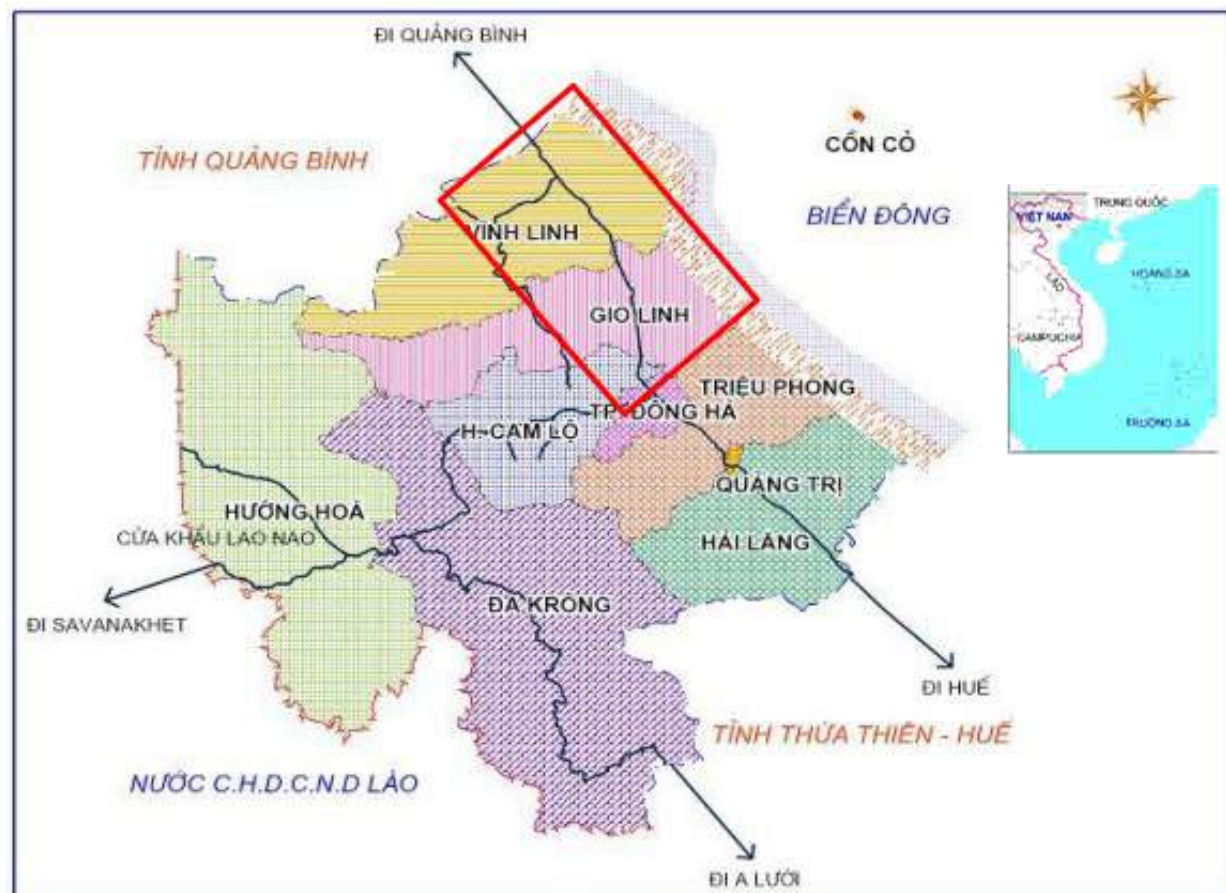 ĐI QUẢNG BÌNH
CỒN CỎ
TỈNH QUẢNG BÌNH
BIỂN ĐÔNG
TRUNG QUỐC
VIỆT NAM
VĨNH LINH
HOÀNG SA
LÀO
GIO LINH
CAMPUCHIA
TRIỆU PHONG
TP. ĐÔNG HÀ
TRƯỜNG SA
H. CAM LỘ
QUẢNG TRỊ
HƯỚNG HOÁ
CỬA KHẨU LAO BẢO
HẢI LĂNG
ĐA KRÔNG
ĐI SAVANAKHET
ĐI HUẾ
TỈNH THỪA THIÊN - HUẾ
NƯỚC C.H.D.C.N.D LÀO
ĐI A LƯỚI